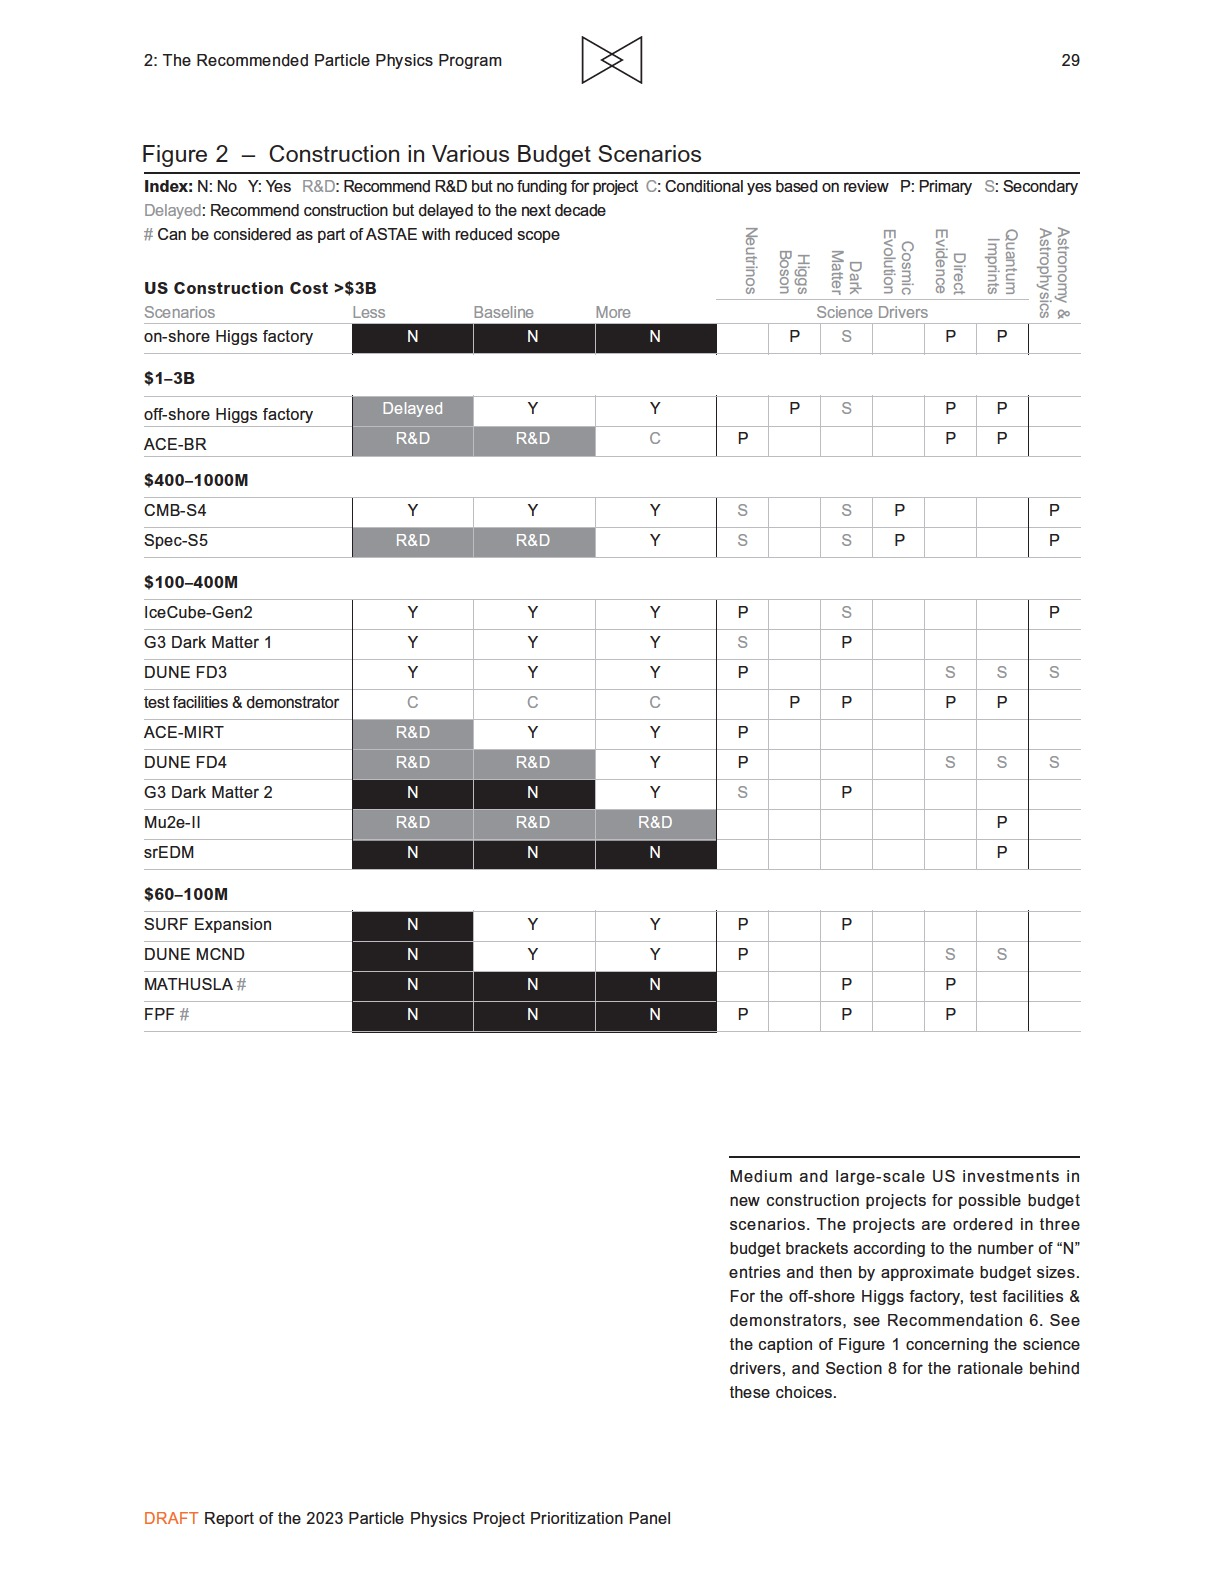 2: The Recommended Particle Physics Program
29
Figure 2 – Construction in Various Budget Scenarios
Index: N: No Y: Yes R&D: Recommend R&D but no funding for project C: Conditional yes based on review P: Primary S: Secondary
Delayed: Recommend construction but delayed to the next decade
# Can be considered as part of ASTAE with reduced scope
Neutrinos
Higgs Boson
Dark Matter
Cosmic Evolution
Direct Evidence
Quantum Imprints
Astronomy & Astrophysics
US Construction Cost >$3B
Scenarios Less Baseline More Science Drivers
on-shore Higgs factory N N N P S P P
$1–3B
off-shore Higgs factory Delayed Y Y P S P P
ACE-BR R&D R&D C P P P
$400–1000M
CMB-S4 Y Y Y S S P P
Spec-S5 R&D R&D Y S S P P
$100–400M
IceCube-Gen2 Y Y Y P S P
G3 Dark Matter 1 Y Y Y S P
DUNE FD3 Y Y Y P S S S
test facilities & demonstrator C C C P P P P
ACE-MIRT R&D Y Y P
DUNE FD4 R&D R&D Y P S S S
G3 Dark Matter 2 N N Y S P
Mu2e-II R&D R&D R&D P
srEDM N N N P
$60–100M
SURF Expansion N Y Y P P
DUNE MCND N Y Y P S S
MATHUSLA # N N N P P
FPF # N N N P P P
Medium and large-scale US investments in
new construction projects for possible budget
scenarios. The projects are ordered in three
budget brackets according to the number of “N”
entries and then by approximate budget sizes.
For the off-shore Higgs factory, test facilities &
demonstrators, see Recommendation 6. See
the caption of Figure 1 concerning the science
drivers, and Section 8 for the rationale behind
these choices.
DRAFT Report of the 2023 Particle Physics Project Prioritization Panel